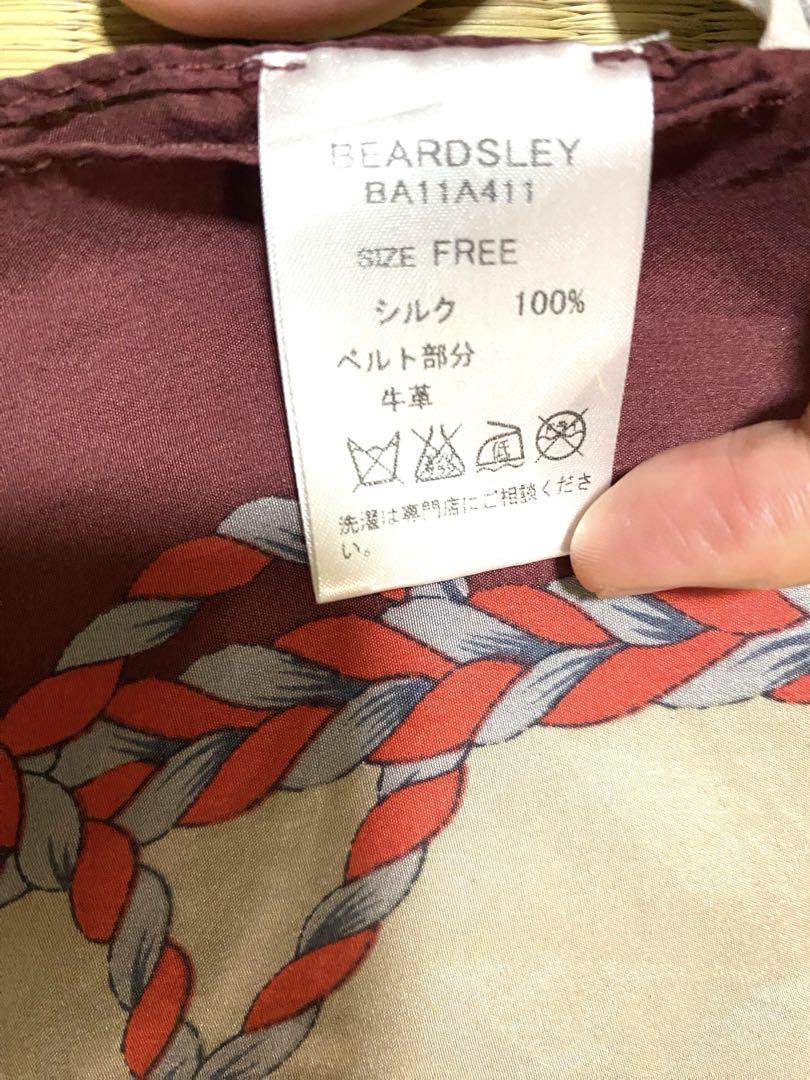 BEARDSLEY
BA11A411
SIZE FREE
シルク 100%
ベルト部分
牛革
低
洗濯は専門店にご相談くださ
い。